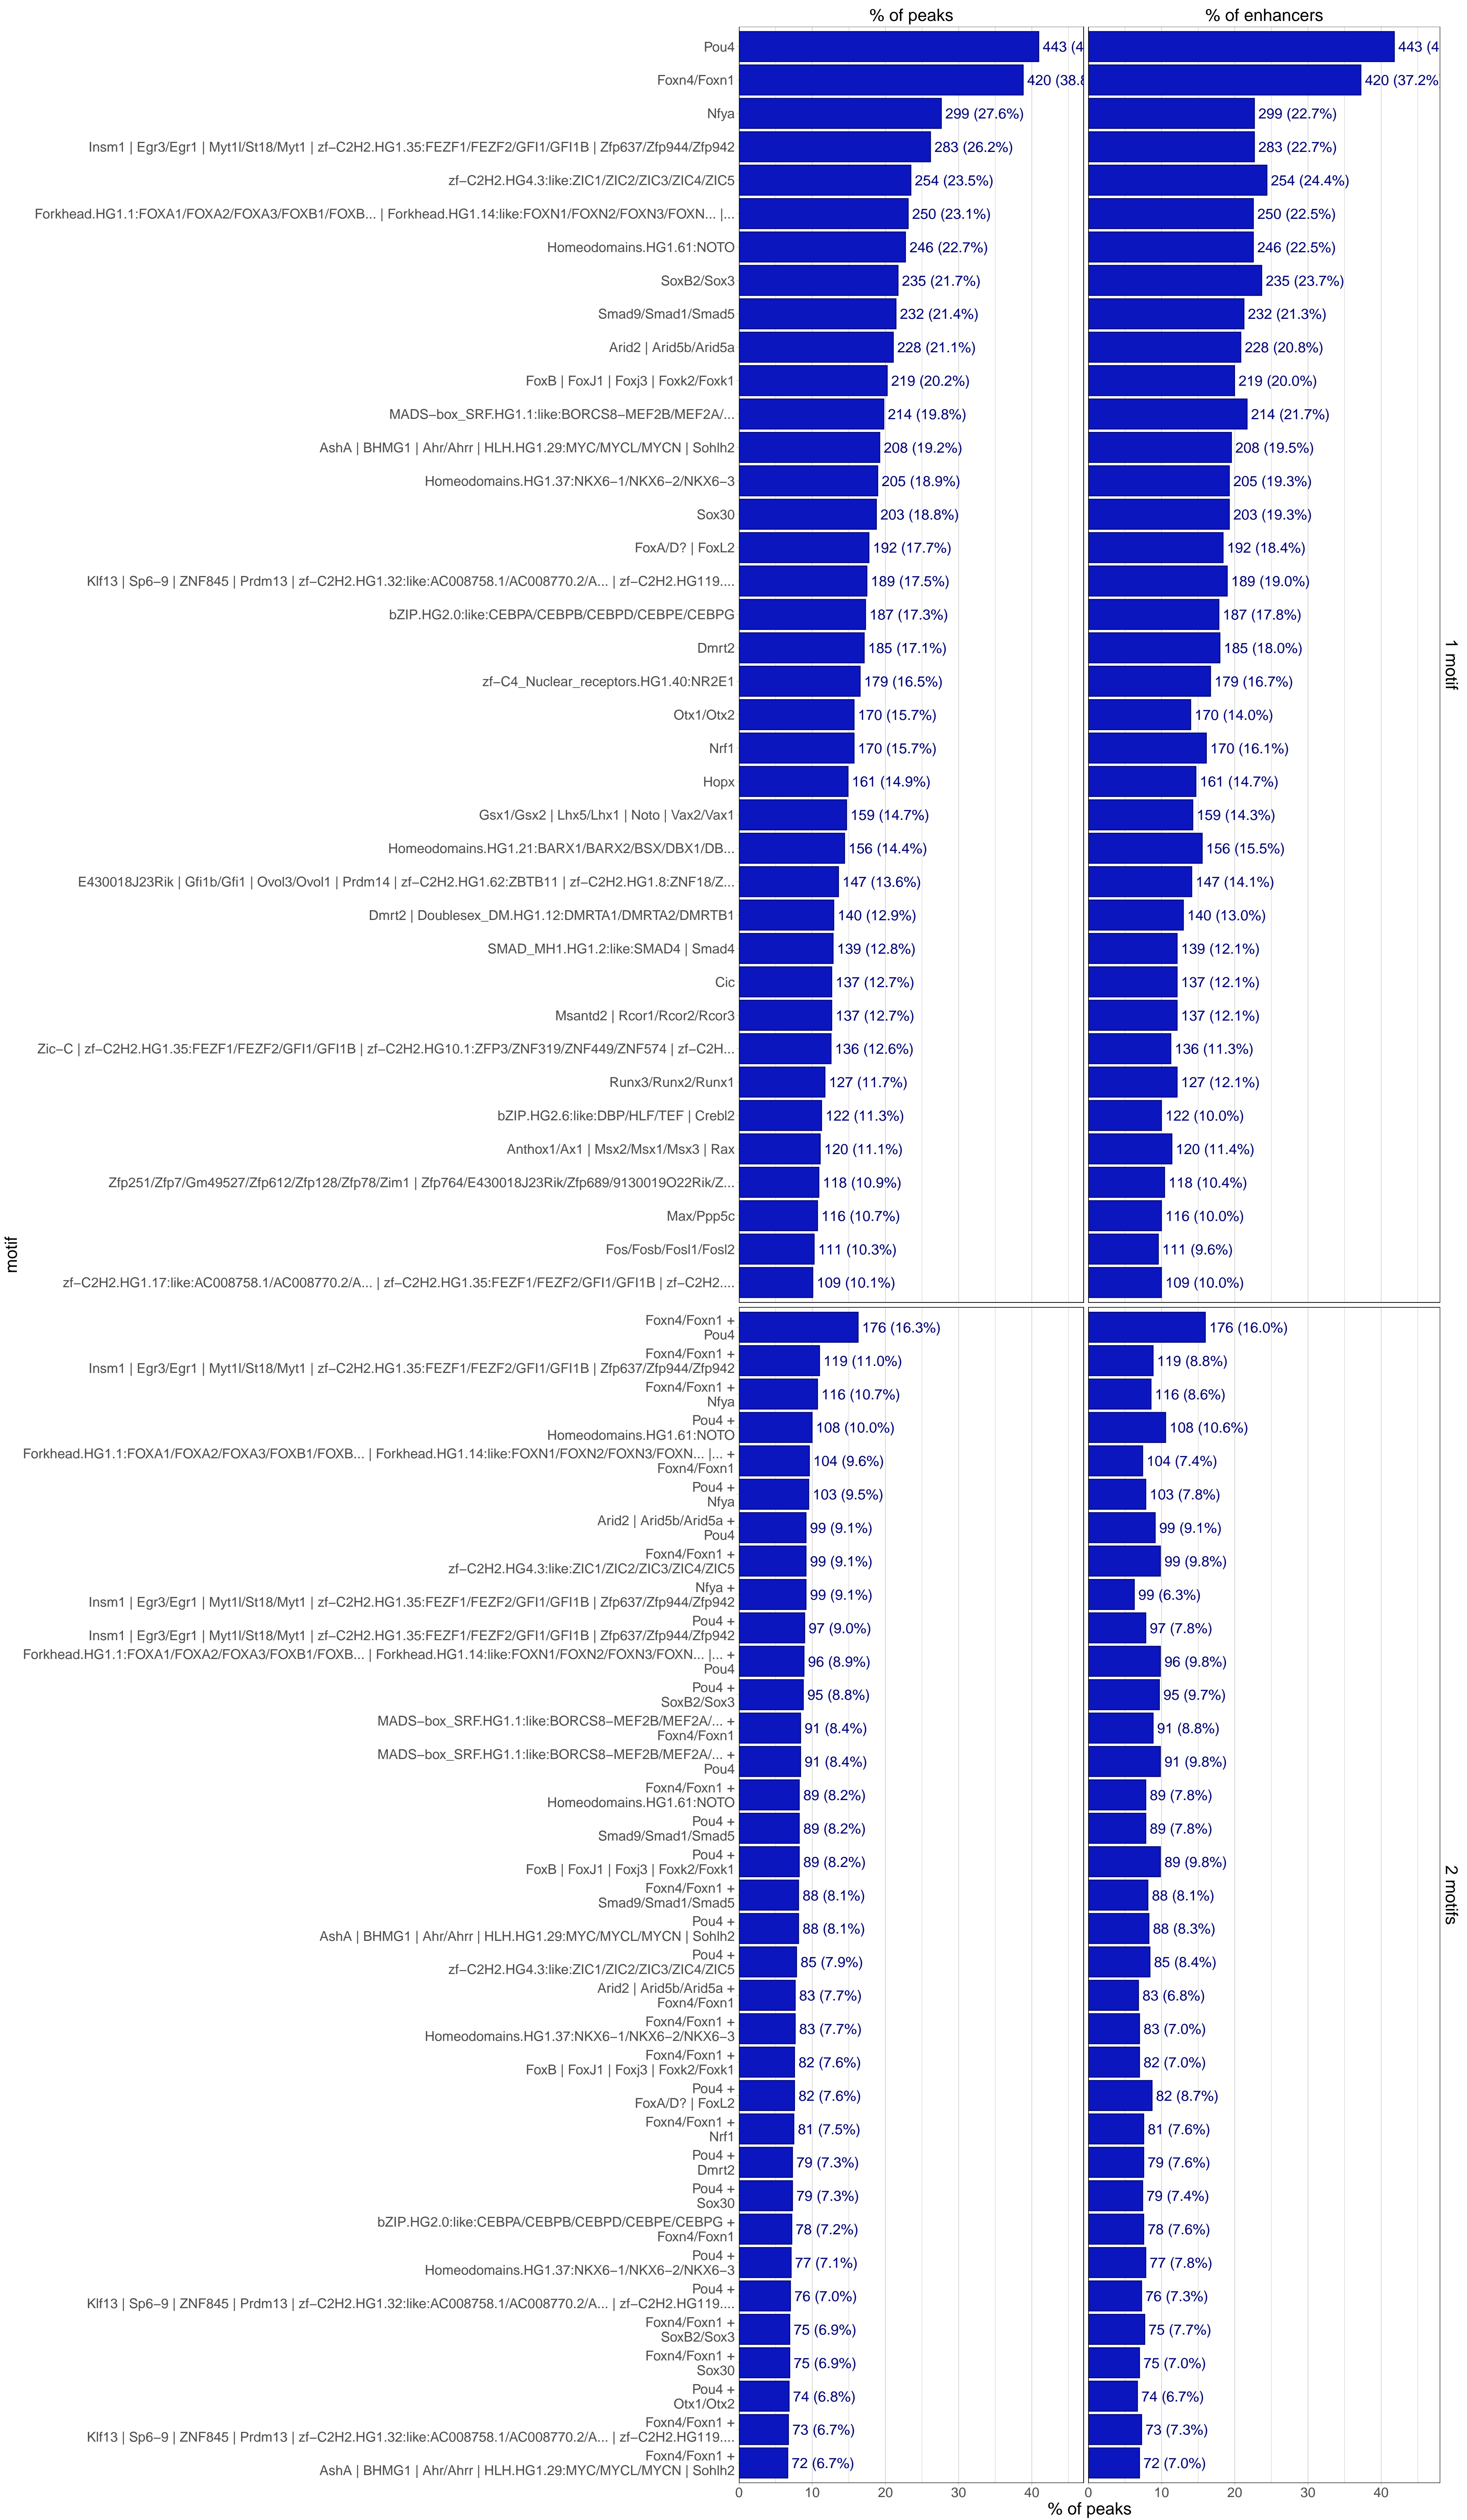 % of peaks % of enhancers
Pou4 443 (4 443 (4
Foxn4/Foxn1 420 (38.8 420 (37.2%
Nfya 299 (27.6%) 299 (22.7%)
Insm1 | Egr3/Egr1 | Myt1l/St18/Myt1 | zf−C2H2.HG1.35:FEZF1/FEZF2/GFI1/GFI1B | Zfp637/Zfp944/Zfp942 283 (26.2%) 283 (22.7%)
zf−C2H2.HG4.3:like:ZIC1/ZIC2/ZIC3/ZIC4/ZIC5 254 (23.5%) 254 (24.4%)
Forkhead.HG1.1:FOXA1/FOXA2/FOXA3/FOXB1/FOXB... | Forkhead.HG1.14:like:FOXN1/FOXN2/FOXN3/FOXN... |... 250 (23.1%) 250 (22.5%)
Homeodomains.HG1.61:NOTO 246 (22.7%) 246 (22.5%)
SoxB2/Sox3 235 (21.7%) 235 (23.7%)
Smad9/Smad1/Smad5 232 (21.4%) 232 (21.3%)
Arid2 | Arid5b/Arid5a 228 (21.1%) 228 (20.8%)
FoxB | FoxJ1 | Foxj3 | Foxk2/Foxk1 219 (20.2%) 219 (20.0%)
MADS−box_SRF.HG1.1:like:BORCS8−MEF2B/MEF2A/... 214 (19.8%) 214 (21.7%)
AshA | BHMG1 | Ahr/Ahrr | HLH.HG1.29:MYC/MYCL/MYCN | Sohlh2 208 (19.2%) 208 (19.5%)
Homeodomains.HG1.37:NKX6−1/NKX6−2/NKX6−3 205 (18.9%) 205 (19.3%)
Sox30 203 (18.8%) 203 (19.3%)
FoxA/D? | FoxL2 192 (17.7%) 192 (18.4%)
Klf13 | Sp6−9 | ZNF845 | Prdm13 | zf−C2H2.HG1.32:like:AC008758.1/AC008770.2/A... | zf−C2H2.HG119.... 189 (17.5%) 189 (19.0%)
bZIP.HG2.0:like:CEBPA/CEBPB/CEBPD/CEBPE/CEBPG 187 (17.3%) 187 (17.8%)
Dmrt2 185 (17.1%) 185 (18.0%)
zf−C4_Nuclear_receptors.HG1.40:NR2E1 179 (16.5%) 179 (16.7%)
Otx1/Otx2 170 (15.7%) 170 (14.0%)
Nrf1 170 (15.7%) 170 (16.1%)
Hopx 161 (14.9%) 161 (14.7%)
Gsx1/Gsx2 | Lhx5/Lhx1 | Noto | Vax2/Vax1 159 (14.7%) 159 (14.3%)
Homeodomains.HG1.21:BARX1/BARX2/BSX/DBX1/DB... 156 (14.4%) 156 (15.5%)
E430018J23Rik | Gfi1b/Gfi1 | Ovol3/Ovol1 | Prdm14 | zf−C2H2.HG1.62:ZBTB11 | zf−C2H2.HG1.8:ZNF18/Z... 147 (13.6%) 147 (14.1%)
Dmrt2 | Doublesex_DM.HG1.12:DMRTA1/DMRTA2/DMRTB1 140 (12.9%) 140 (13.0%)
SMAD_MH1.HG1.2:like:SMAD4 | Smad4 139 (12.8%) 139 (12.1%)
Cic 137 (12.7%) 137 (12.1%)
Msantd2 | Rcor1/Rcor2/Rcor3 137 (12.7%) 137 (12.1%)
Zic−C | zf−C2H2.HG1.35:FEZF1/FEZF2/GFI1/GFI1B | zf−C2H2.HG10.1:ZFP3/ZNF319/ZNF449/ZNF574 | zf−C2H... 136 (12.6%) 136 (11.3%)
Runx3/Runx2/Runx1 127 (11.7%) 127 (12.1%)
bZIP.HG2.6:like:DBP/HLF/TEF | Crebl2 122 (11.3%) 122 (10.0%)
Anthox1/Ax1 | Msx2/Msx1/Msx3 | Rax 120 (11.1%) 120 (11.4%)
Zfp251/Zfp7/Gm49527/Zfp612/Zfp128/Zfp78/Zim1 | Zfp764/E430018J23Rik/Zfp689/9130019O22Rik/Z... 118 (10.9%) 118 (10.4%)
Max/Ppp5c 116 (10.7%) 116 (10.0%)
Fos/Fosb/Fosl1/Fosl2 111 (10.3%) 111 (9.6%)
zf−C2H2.HG1.17:like:AC008758.1/AC008770.2/A... | zf−C2H2.HG1.35:FEZF1/FEZF2/GFI1/GFI1B | zf−C2H2.... 109 (10.1%) 109 (10.0%)
1 motif
motif
Foxn4/Foxn1 +
Pou4 176 (16.3%) 176 (16.0%)
Foxn4/Foxn1 +
Insm1 | Egr3/Egr1 | Myt1l/St18/Myt1 | zf−C2H2.HG1.35:FEZF1/FEZF2/GFI1/GFI1B | Zfp637/Zfp944/Zfp942 119 (11.0%) 119 (8.8%)
Foxn4/Foxn1 +
Nfya 116 (10.7%) 116 (8.6%)
Pou4 +
Homeodomains.HG1.61:NOTO 108 (10.0%) 108 (10.6%)
Forkhead.HG1.1:FOXA1/FOXA2/FOXA3/FOXB1/FOXB... | Forkhead.HG1.14:like:FOXN1/FOXN2/FOXN3/FOXN... |... +
Foxn4/Foxn1 104 (9.6%) 104 (7.4%)
Pou4 +
Nfya 103 (9.5%) 103 (7.8%)
Arid2 | Arid5b/Arid5a +
Pou4 99 (9.1%) 99 (9.1%)
Foxn4/Foxn1 +
zf−C2H2.HG4.3:like:ZIC1/ZIC2/ZIC3/ZIC4/ZIC5 99 (9.1%) 99 (9.8%)
Nfya +
Insm1 | Egr3/Egr1 | Myt1l/St18/Myt1 | zf−C2H2.HG1.35:FEZF1/FEZF2/GFI1/GFI1B | Zfp637/Zfp944/Zfp942 99 (9.1%) 99 (6.3%)
Pou4 +
Insm1 | Egr3/Egr1 | Myt1l/St18/Myt1 | zf−C2H2.HG1.35:FEZF1/FEZF2/GFI1/GFI1B | Zfp637/Zfp944/Zfp942 97 (9.0%) 97 (7.8%)
Forkhead.HG1.1:FOXA1/FOXA2/FOXA3/FOXB1/FOXB... | Forkhead.HG1.14:like:FOXN1/FOXN2/FOXN3/FOXN... |... +
Pou4 96 (8.9%) 96 (9.8%)
Pou4 +
SoxB2/Sox3 95 (8.8%) 95 (9.7%)
MADS−box_SRF.HG1.1:like:BORCS8−MEF2B/MEF2A/... +
Foxn4/Foxn1 91 (8.4%) 91 (8.8%)
MADS−box_SRF.HG1.1:like:BORCS8−MEF2B/MEF2A/... +
Pou4 91 (8.4%) 91 (9.8%)
Foxn4/Foxn1 +
Homeodomains.HG1.61:NOTO 89 (8.2%) 89 (7.8%)
Pou4 +
Smad9/Smad1/Smad5 89 (8.2%) 89 (7.8%)
Pou4 +
FoxB | FoxJ1 | Foxj3 | Foxk2/Foxk1 89 (8.2%) 89 (9.8%)
Foxn4/Foxn1 +
Smad9/Smad1/Smad5 88 (8.1%) 88 (8.1%)
Pou4 +
AshA | BHMG1 | Ahr/Ahrr | HLH.HG1.29:MYC/MYCL/MYCN | Sohlh2 88 (8.1%) 88 (8.3%)
Pou4 +
zf−C2H2.HG4.3:like:ZIC1/ZIC2/ZIC3/ZIC4/ZIC5 85 (7.9%) 85 (8.4%)
Arid2 | Arid5b/Arid5a +
Foxn4/Foxn1 83 (7.7%) 83 (6.8%)
Foxn4/Foxn1 +
Homeodomains.HG1.37:NKX6−1/NKX6−2/NKX6−3 83 (7.7%) 83 (7.0%)
Foxn4/Foxn1 +
FoxB | FoxJ1 | Foxj3 | Foxk2/Foxk1 82 (7.6%) 82 (7.0%)
Pou4 +
FoxA/D? | FoxL2 82 (7.6%) 82 (8.7%)
Foxn4/Foxn1 +
Nrf1 81 (7.5%) 81 (7.6%)
Pou4 +
Dmrt2 79 (7.3%) 79 (7.6%)
Pou4 +
Sox30 79 (7.3%) 79 (7.4%)
bZIP.HG2.0:like:CEBPA/CEBPB/CEBPD/CEBPE/CEBPG +
Foxn4/Foxn1 78 (7.2%) 78 (7.6%)
Pou4 +
Homeodomains.HG1.37:NKX6−1/NKX6−2/NKX6−3 77 (7.1%) 77 (7.8%)
Pou4 +
Klf13 | Sp6−9 | ZNF845 | Prdm13 | zf−C2H2.HG1.32:like:AC008758.1/AC008770.2/A... | zf−C2H2.HG119.... 76 (7.0%) 76 (7.3%)
Foxn4/Foxn1 +
SoxB2/Sox3 75 (6.9%) 75 (7.7%)
Foxn4/Foxn1 +
Sox30 75 (6.9%) 75 (7.0%)
Pou4 +
Otx1/Otx2 74 (6.8%) 74 (6.7%)
Foxn4/Foxn1 +
Klf13 | Sp6−9 | ZNF845 | Prdm13 | zf−C2H2.HG1.32:like:AC008758.1/AC008770.2/A... | zf−C2H2.HG119.... 73 (6.7%) 73 (7.3%)
Foxn4/Foxn1 +
AshA | BHMG1 | Ahr/Ahrr | HLH.HG1.29:MYC/MYCL/MYCN | Sohlh2 72 (6.7%) 72 (7.0%)
2 motifs
0 10 20 30 40 0 10 20 30 40
% of peaks